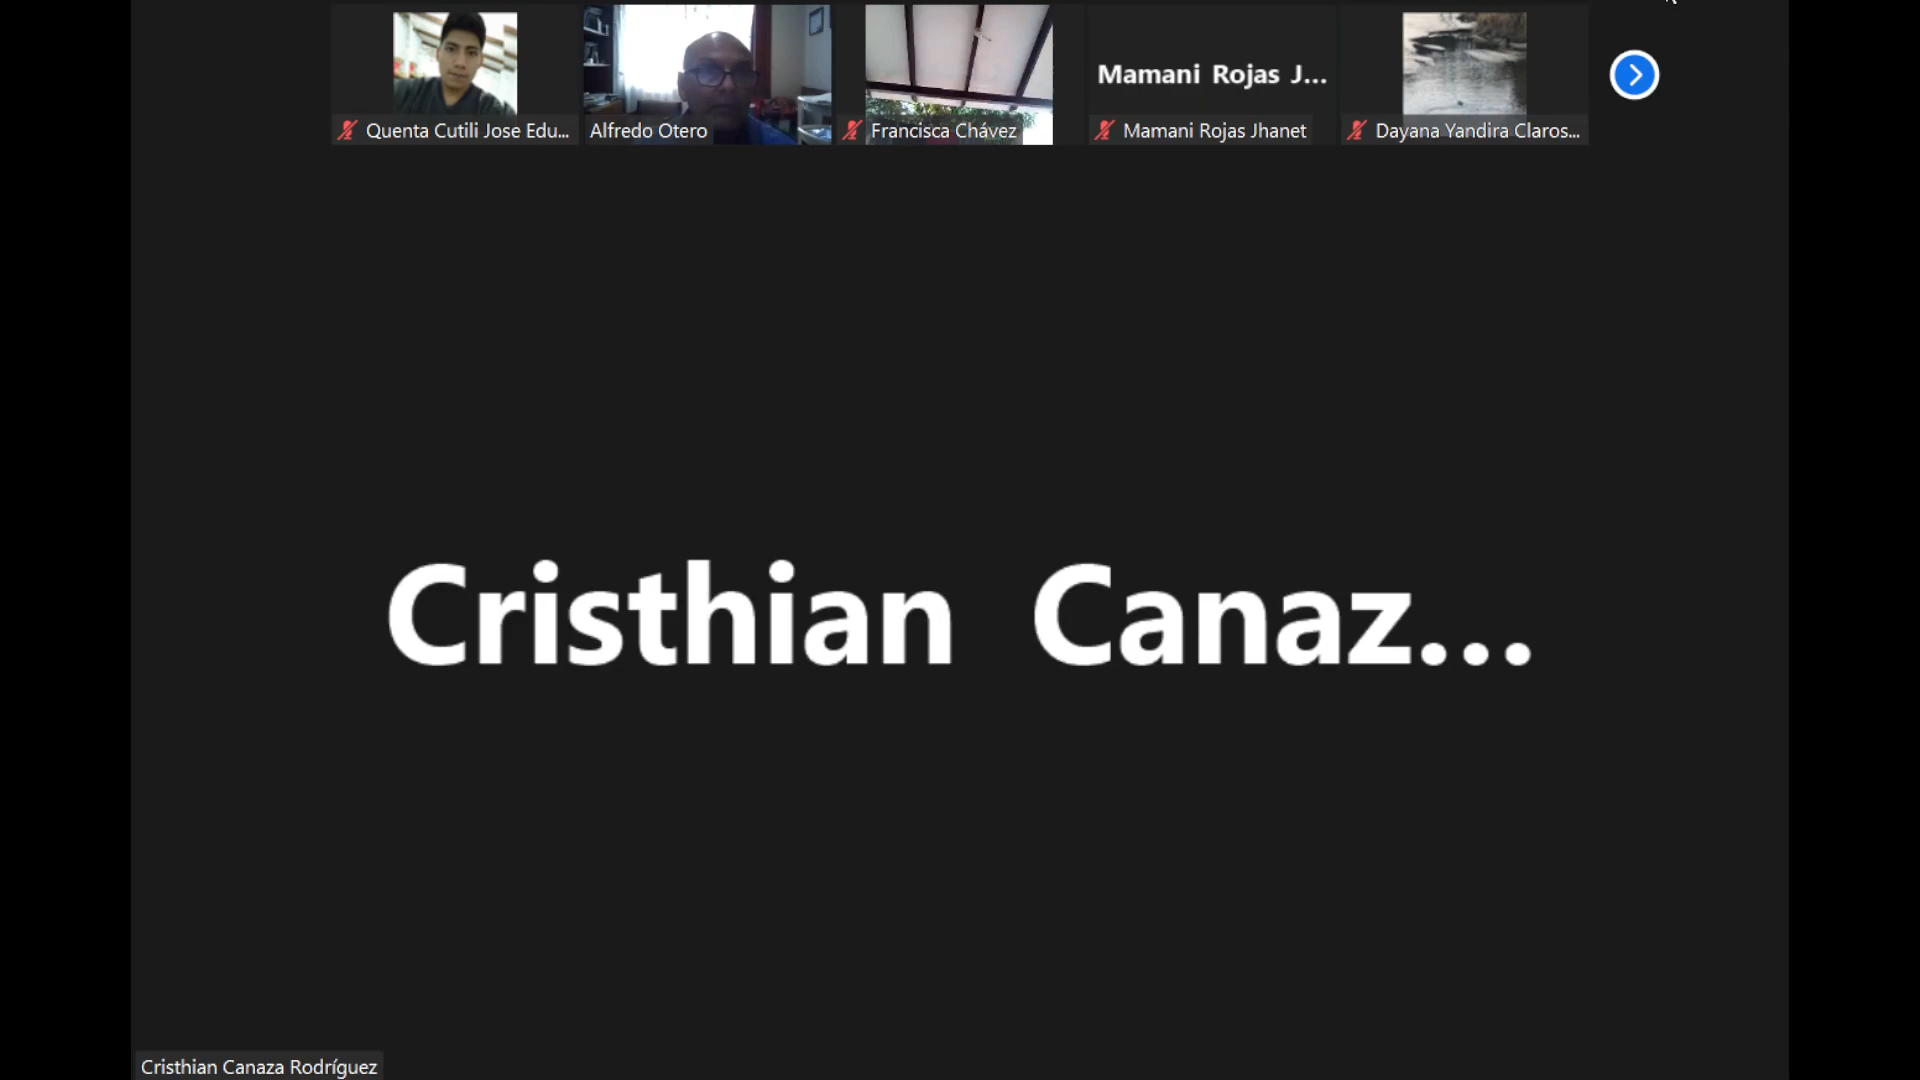 Mamani Rojas J...
Quenta Cutili Jose Edu...
Alfredo Otero
Francisca Chávez
Mamani Rojas Jhanet
Dayana Yandira Claros...
Cristhian Canaz...
Cristhian Canaza Rodríguez